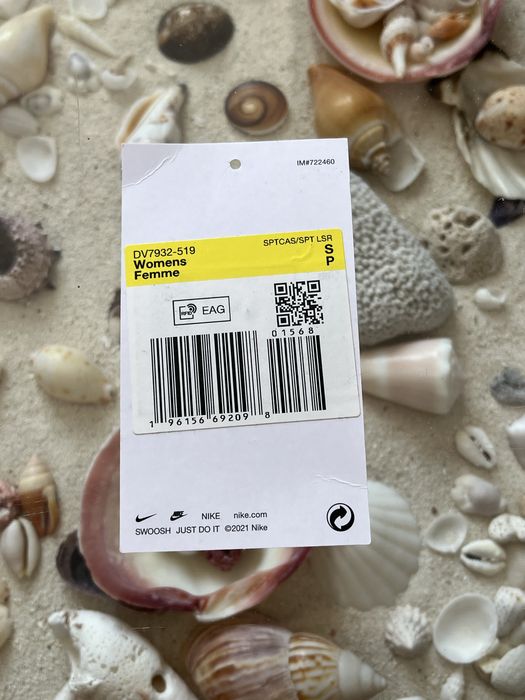 IM#722460
DV7932-519 SPTCAS/SPT LSR
Womens S
Femme P
RFID EAG
01568
1 96156 69209 8
NIKE nike.com
SWOOSH JUST DO IT ©2021 Nike